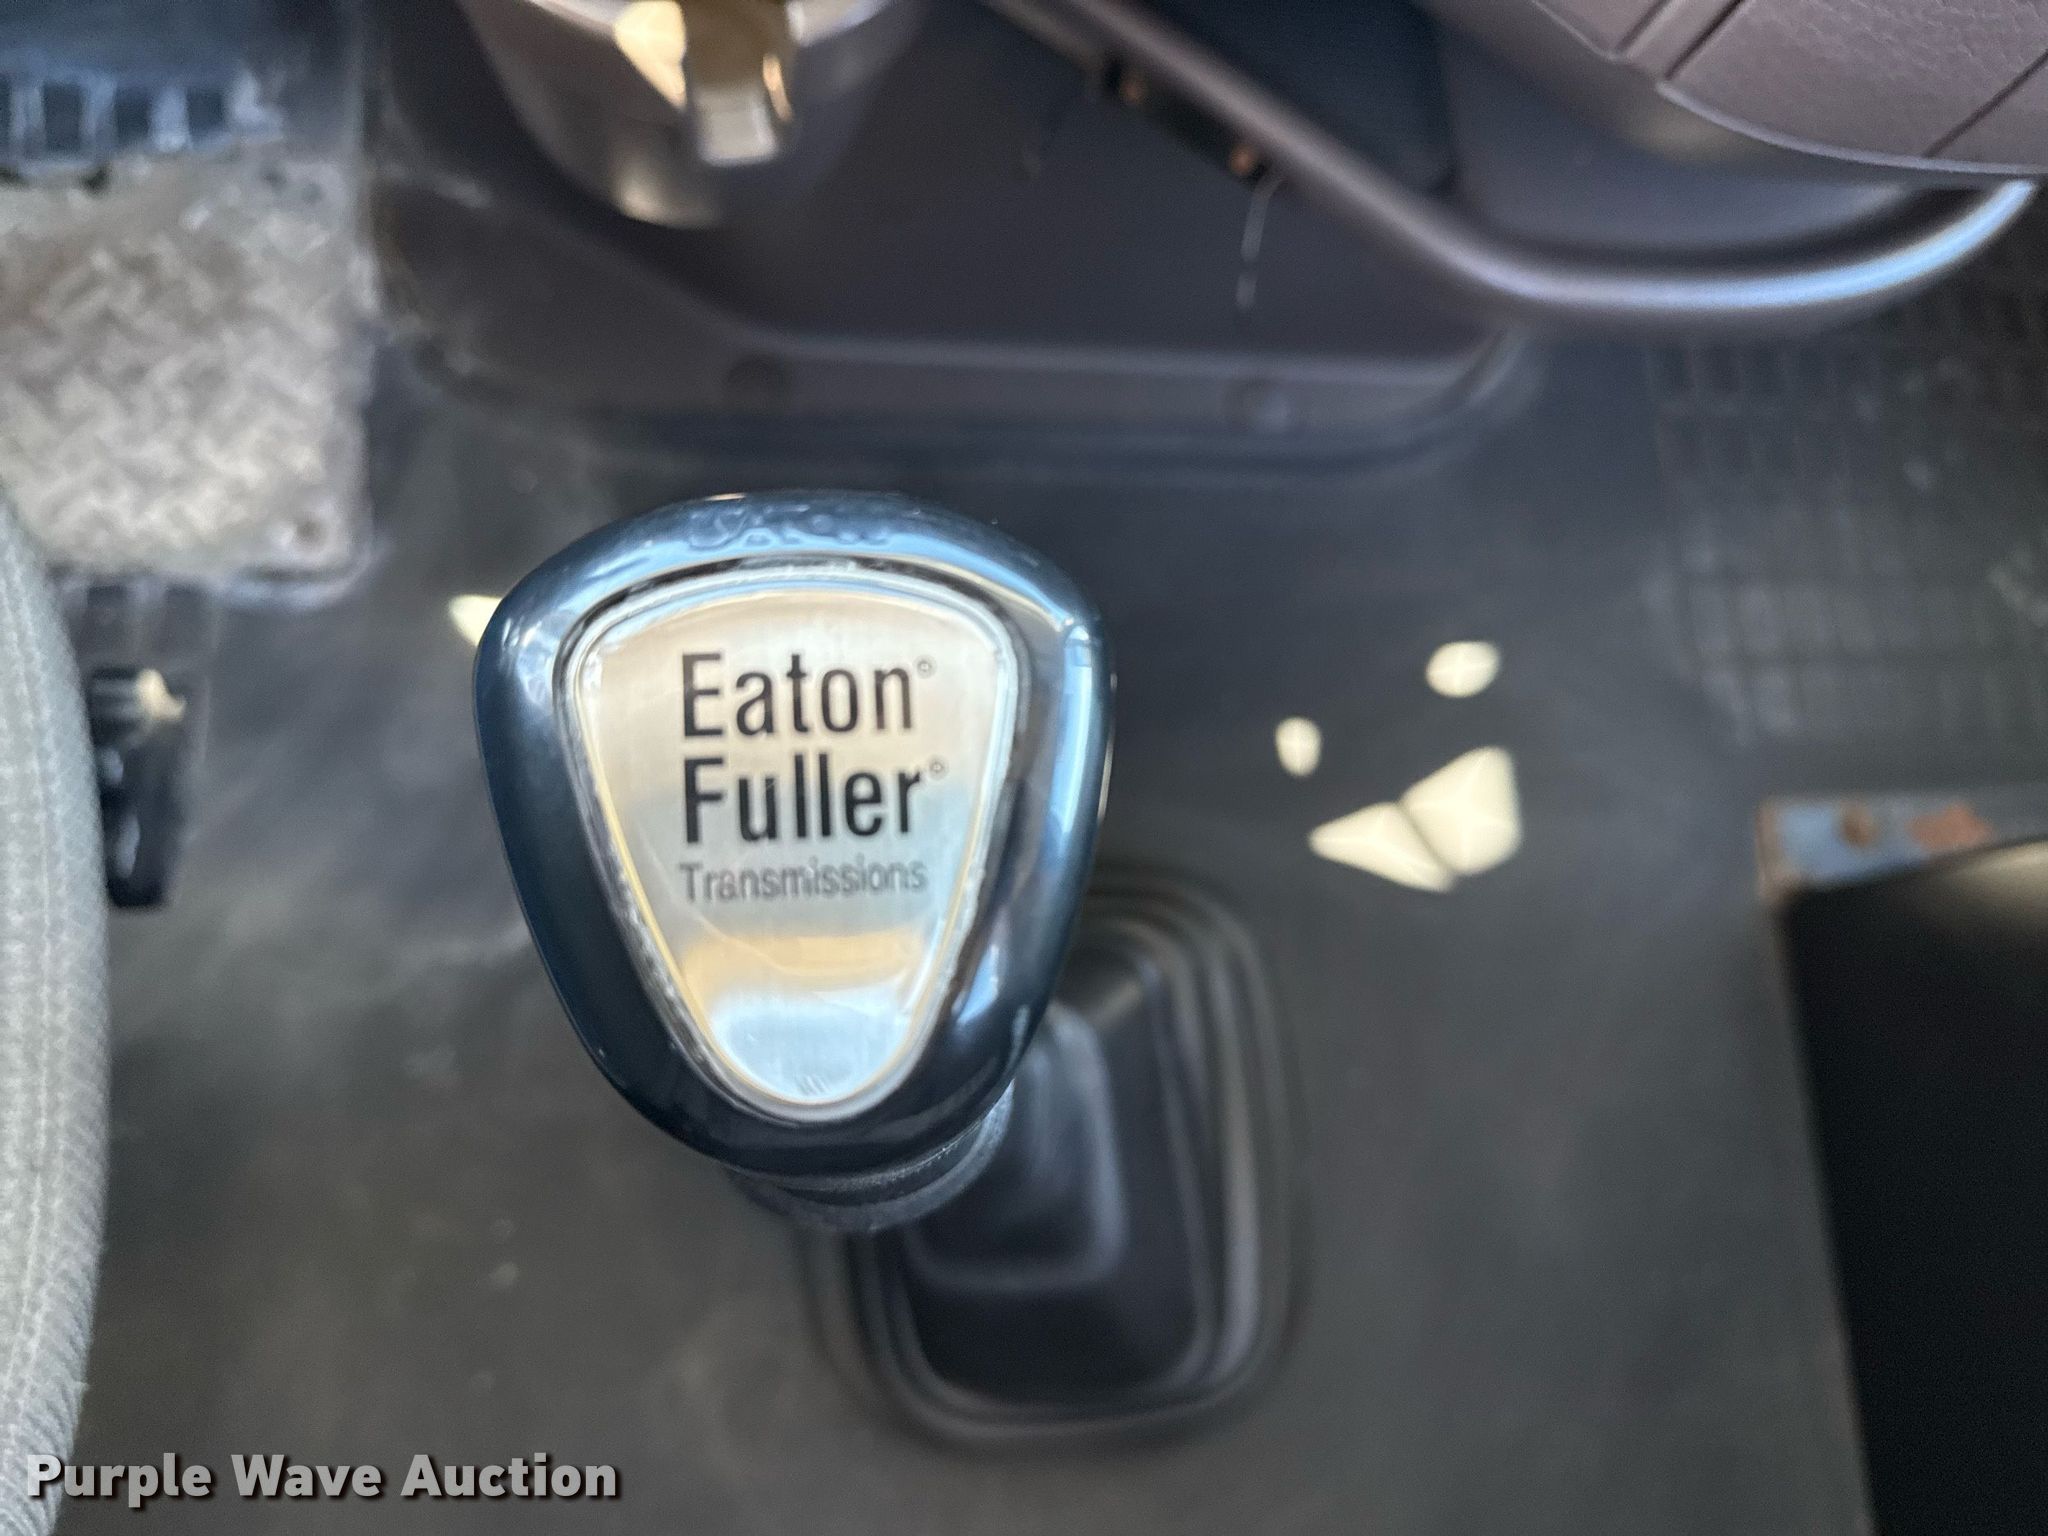 Eaton®
Fuller®
Transmissions
Purple Wave Auction